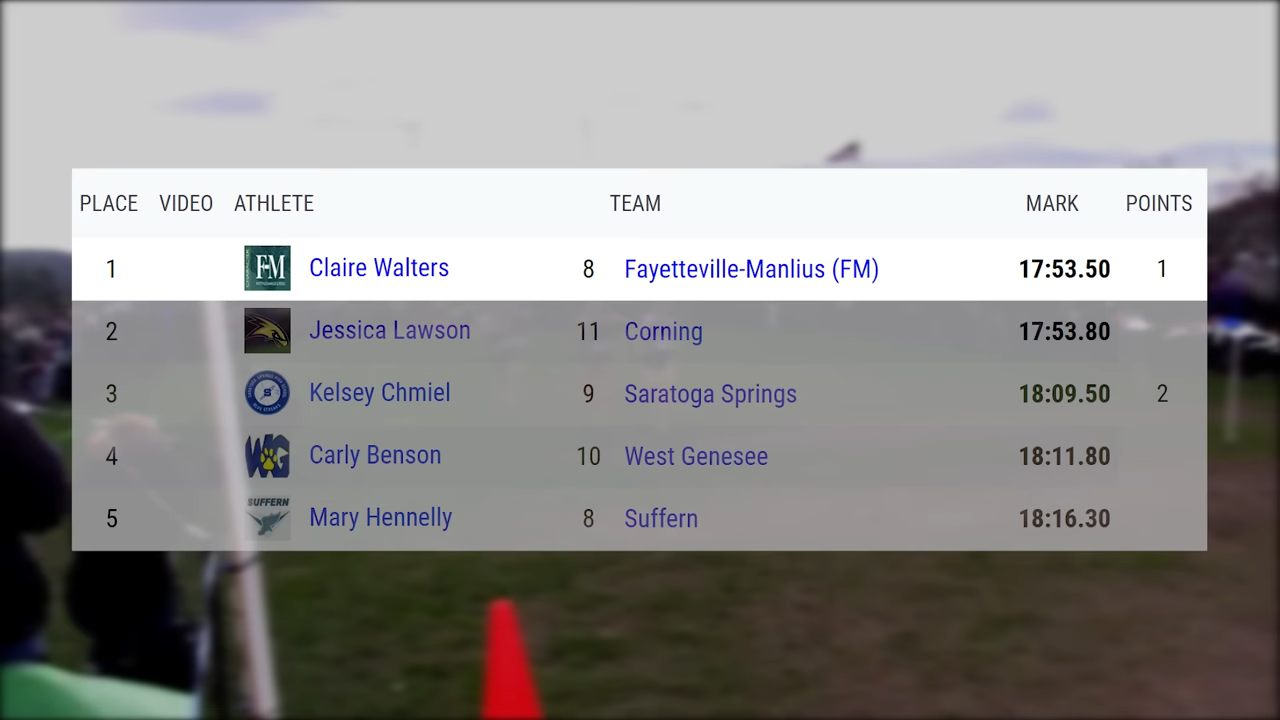 PLACE VIDEO ATHLETE TEAM MARK POINTS
1 FM Claire Walters 8 Fayetteville-Manlius (FM) 17:53.50 1
2 Jessica Lawson 11 Corning 17:53.80
3 S Kelsey Chmiel 9 Saratoga Springs 18:09.50 2
4 WG Carly Benson 10 West Genesee 18:11.80
5 SUFFERN Mary Hennelly 8 Suffern 18:16.30